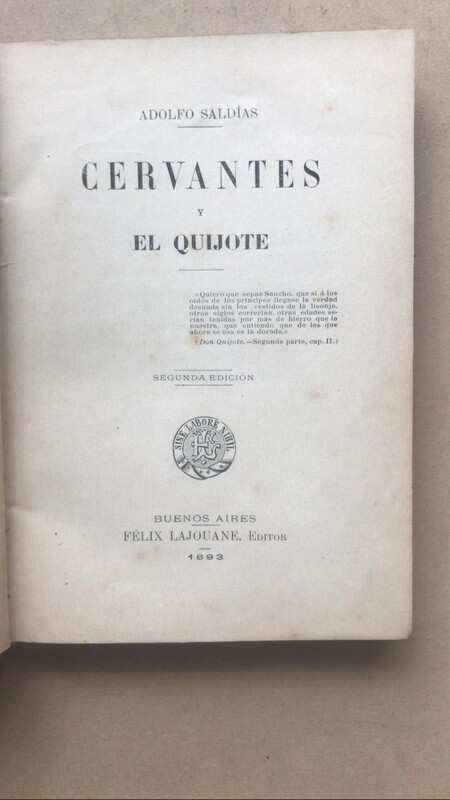 ADOLFO SALDÍAS
CERVANTES
Y
EL QUIJOTE
«Quiero que sepas Sancho, que si á los
oidos de los príncipes llegase la verdad
desnuda sin los vestidos de la lisonja,
otros siglos correrian, otras edades se-
rian tenidas por más de hierro que la
nuestra, que entiendo que de las que
ahora se usa es la dorada.»
(Don Quijote.—Segunda parte, cap. II.)
SEGUNDA EDICIÓN
SINE LABORE NIHIL
BUENOS AIRES
FÉLIX LAJOUANE, EDITOR
1893